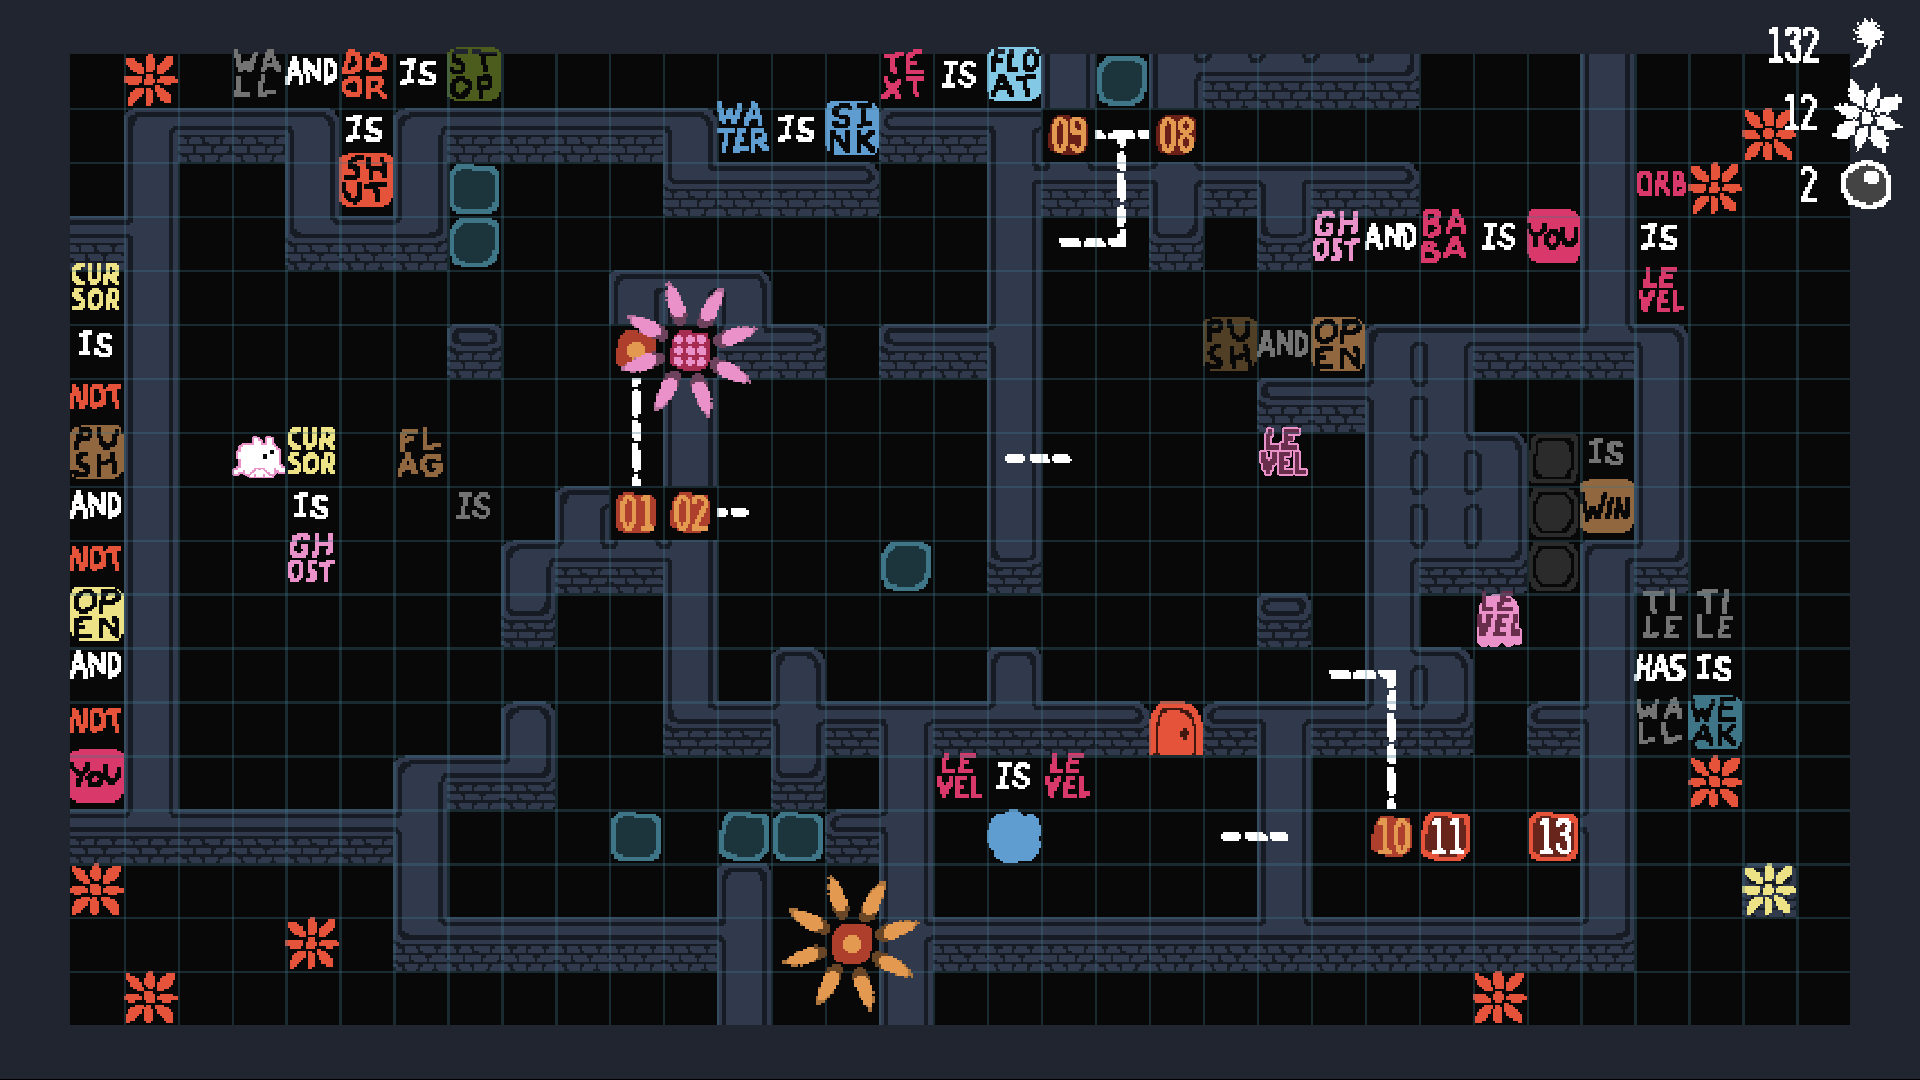 132
WALL AND DOOR IS STOP
TEXT IS FLOAT
12
WATER IS SINK
09 08
IS
SHUT
ORB
2
GHOST AND BABA IS YOU
IS
CURSOR
LEVEL
IS
PUSH AND OPEN
NOT
PUSH
CURSOR
FLAG
LEVEL
IS
AND
IS
IS
01 02
WIN
NOT
GHOST
OPEN
LEVEL
TILE TILE
AND
HAS IS
NOT
WALL WEAK
YOU
LEVEL IS LEVEL
10 11 13